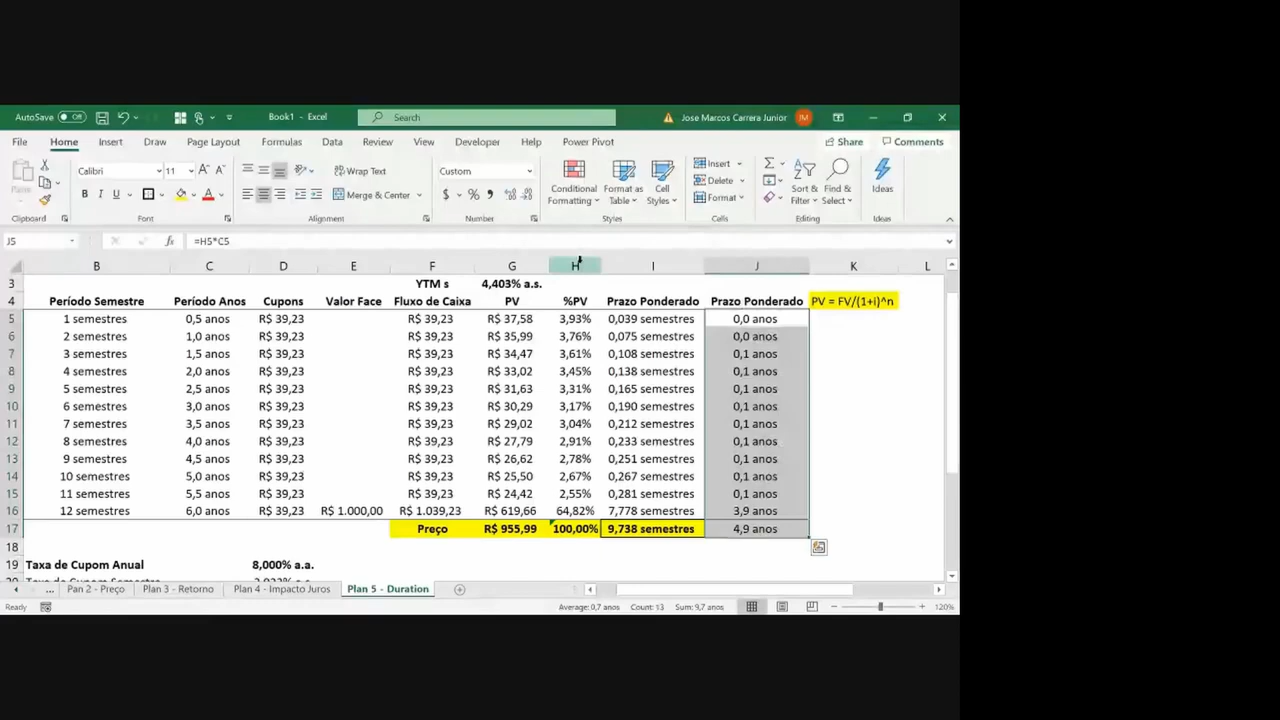 AutoSave Off Book1 - Excel Search Jose Marcos Carrera Junior JM
File Home Insert Draw Page Layout Formulas Data Review View Developer Help Power Pivot Share Comments
Paste Calibri 11 Wrap Text Custom Conditional Formatting Format as Table Cell Styles Insert Sort & Filter Find & Select Ideas
B I U Merge & Center $ % Delete
Format
Clipboard Font Alignment Number Styles Cells Editing Ideas
J5 fx =H5*C5
B C D E F G H I J K L
3 YTM s 4,403% a.s.
4 Período Semestre Período Anos Cupons Valor Face Fluxo de Caixa PV %PV Prazo Ponderado Prazo Ponderado PV = FV/(1+i)^n
5 1 semestres 0,5 anos R$ 39,23 R$ 39,23 R$ 37,58 3,93% 0,039 semestres 0,0 anos
6 2 semestres 1,0 anos R$ 39,23 R$ 39,23 R$ 35,99 3,76% 0,075 semestres 0,0 anos
7 3 semestres 1,5 anos R$ 39,23 R$ 39,23 R$ 34,47 3,61% 0,108 semestres 0,1 anos
8 4 semestres 2,0 anos R$ 39,23 R$ 39,23 R$ 33,02 3,45% 0,138 semestres 0,1 anos
9 5 semestres 2,5 anos R$ 39,23 R$ 39,23 R$ 31,63 3,31% 0,165 semestres 0,1 anos
10 6 semestres 3,0 anos R$ 39,23 R$ 39,23 R$ 30,29 3,17% 0,190 semestres 0,1 anos
11 7 semestres 3,5 anos R$ 39,23 R$ 39,23 R$ 29,02 3,04% 0,212 semestres 0,1 anos
12 8 semestres 4,0 anos R$ 39,23 R$ 39,23 R$ 27,79 2,91% 0,233 semestres 0,1 anos
13 9 semestres 4,5 anos R$ 39,23 R$ 39,23 R$ 26,62 2,78% 0,251 semestres 0,1 anos
14 10 semestres 5,0 anos R$ 39,23 R$ 39,23 R$ 25,50 2,67% 0,267 semestres 0,1 anos
15 11 semestres 5,5 anos R$ 39,23 R$ 39,23 R$ 24,42 2,55% 0,281 semestres 0,1 anos
16 12 semestres 6,0 anos R$ 39,23 R$ 1.000,00 R$ 1.039,23 R$ 619,66 64,82% 7,778 semestres 3,9 anos
17 Preço R$ 955,99 100,00% 9,738 semestres 4,9 anos
18
19 Taxa de Cupom Anual 8,000% a.a.
... Pan 2 - Preço Plan 3 - Retorno Plan 4 - Impacto Juros Plan 5 - Duration
Ready Average: 0,7 anos Count: 13 Sum: 9,7 anos 120%